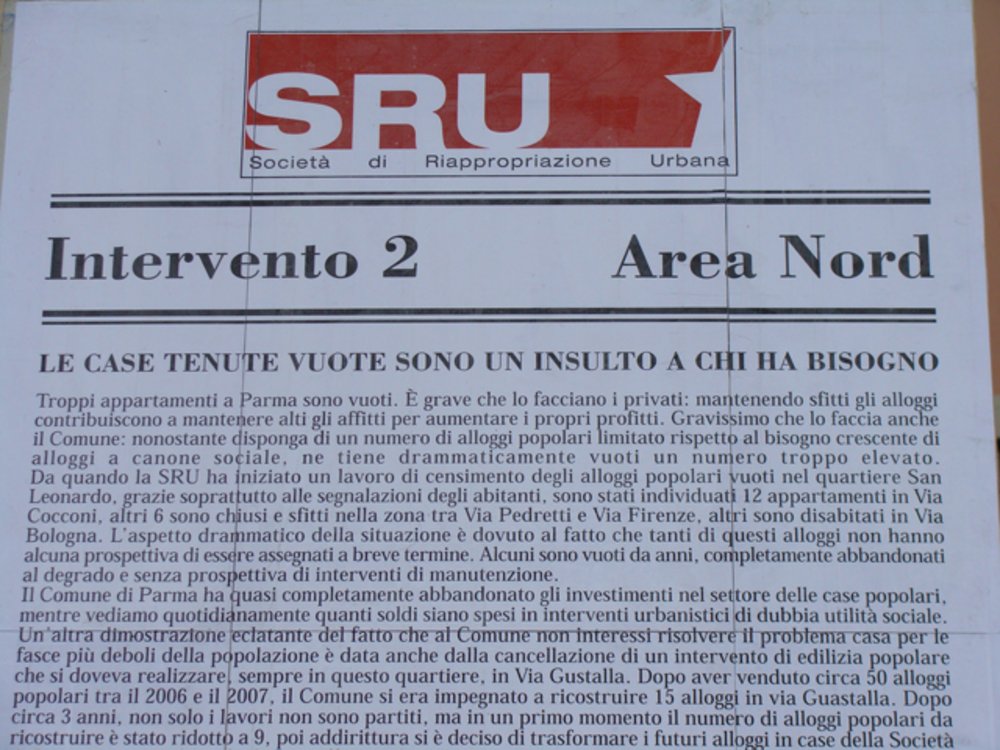 SRU
Società di Riappropriazione Urbana
Intervento 2 Area Nord
LE CASE TENUTE VUOTE SONO UN INSULTO A CHI HA BISOGNO
Troppi appartamenti a Parma sono vuoti. È grave che lo facciano i privati: mantenendo sfitti gli alloggi
contribuiscono a mantenere alti gli affitti per aumentare i propri profitti. Gravissimo che lo faccia anche
il Comune: nonostante disponga di un numero di alloggi popolari limitato rispetto al bisogno crescente di
alloggi a canone sociale, ne tiene drammaticamente vuoti un numero troppo elevato.
Da quando la SRU ha iniziato un lavoro di censimento degli alloggi popolari vuoti nel quartiere San
Leonardo, grazie soprattutto alle segnalazioni degli abitanti, sono stati individuati 12 appartamenti in Via
Cocconi, altri 6 sono chiusi e sfitti nella zona tra Via Pedretti e Via Firenze, altri sono disabitati in Via
Bologna. L'aspetto drammatico della situazione è dovuto al fatto che tanti di questi alloggi non hanno
alcuna prospettiva di essere assegnati a breve termine. Alcuni sono vuoti da anni, completamente abbandonati
al degrado e senza prospettiva di interventi di manutenzione.
Il Comune di Parma ha quasi completamente abbandonato gli investimenti nel settore delle case popolari,
mentre vediamo quotidianamente quanti soldi siano spesi in interventi urbanistici di dubbia utilità sociale.
Un'altra dimostrazione eclatante del fatto che al Comune non interessi risolvere il problema casa per le
fasce più deboli della popolazione è data anche dalla cancellazione di un intervento di edilizia popolare
che si doveva realizzare, sempre in questo quartiere, in Via Gustalla. Dopo aver venduto circa 50 alloggi
popolari tra il 2006 e il 2007, il Comune si era impegnato a ricostruire 15 alloggi in via Guastalla. Dopo
circa 3 anni, non solo i lavori non sono partiti, ma in un primo momento il numero di alloggi popolari da
ricostruire è stato ridotto a 9, poi addirittura si è deciso di trasformare i futuri alloggi in case della Società